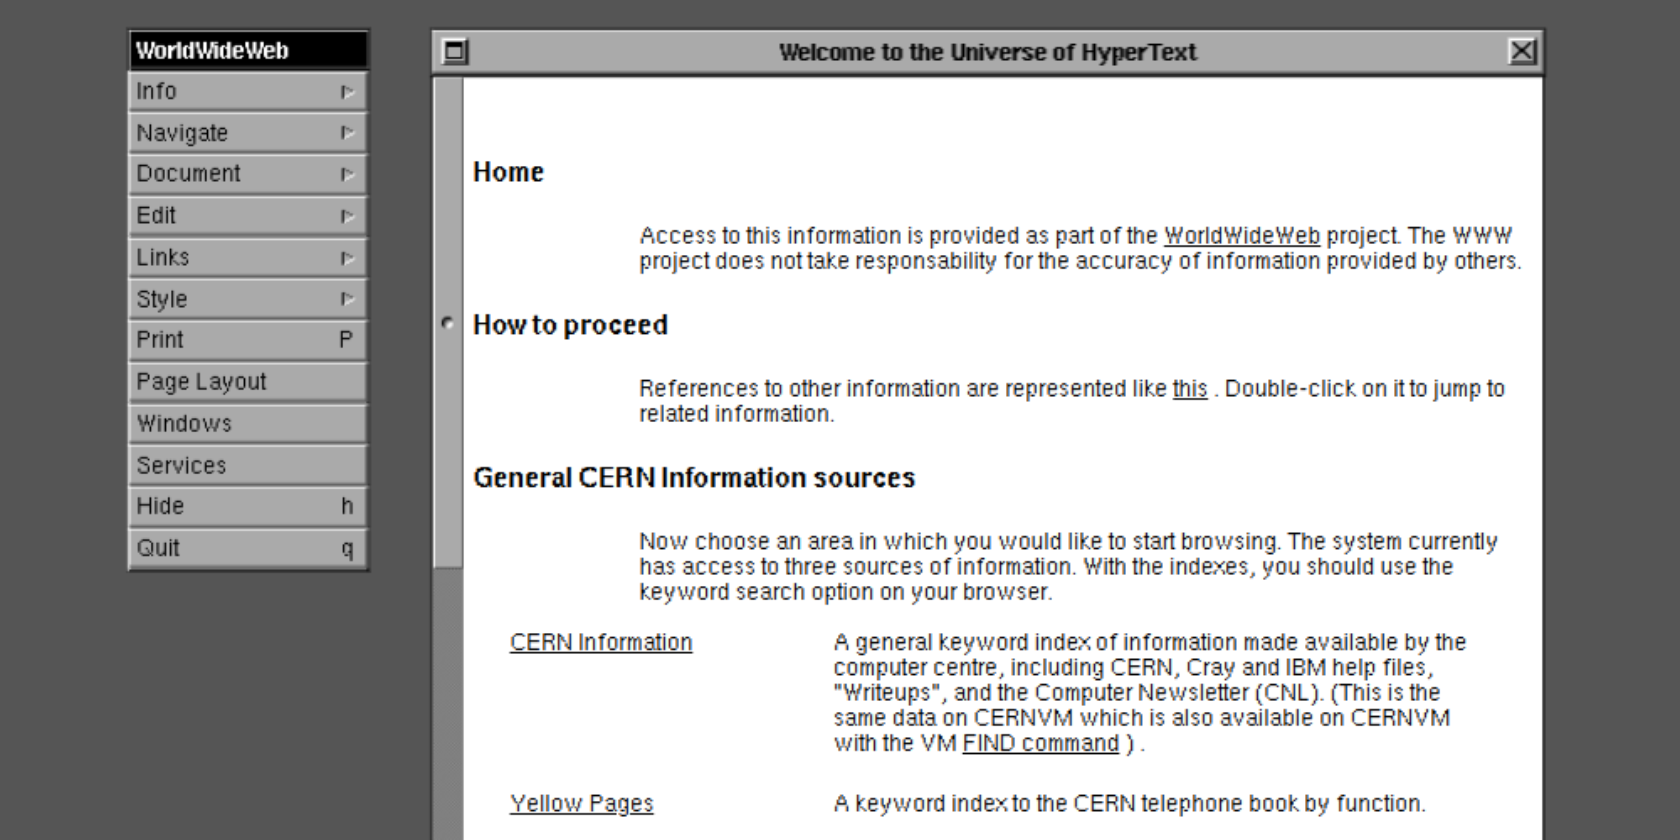 WorldWideWeb
Info
Navigate
Document
Edit
Links
Style
Print P
Page Layout
Windows
Services
Hide h
Quit q
Welcome to the Universe of HyperText
Home
Access to this information is provided as part of the WorldWideWeb project. The WWW
project does not take responsability for the accuracy of information provided by others.
How to proceed
References to other information are represented like this . Double-click on it to jump to
related information.
General CERN Information sources
Now choose an area in which you would like to start browsing. The system currently
has access to three sources of information. With the indexes, you should use the
keyword search option on your browser.
CERN Information A general keyword index of information made available by the
computer centre, including CERN, Cray and IBM help files,
"Writeups", and the Computer Newsletter (CNL). (This is the
same data on CERNVM which is also available on CERNVM
with the VM FIND command ) .
Yellow Pages A keyword index to the CERN telephone book by function.